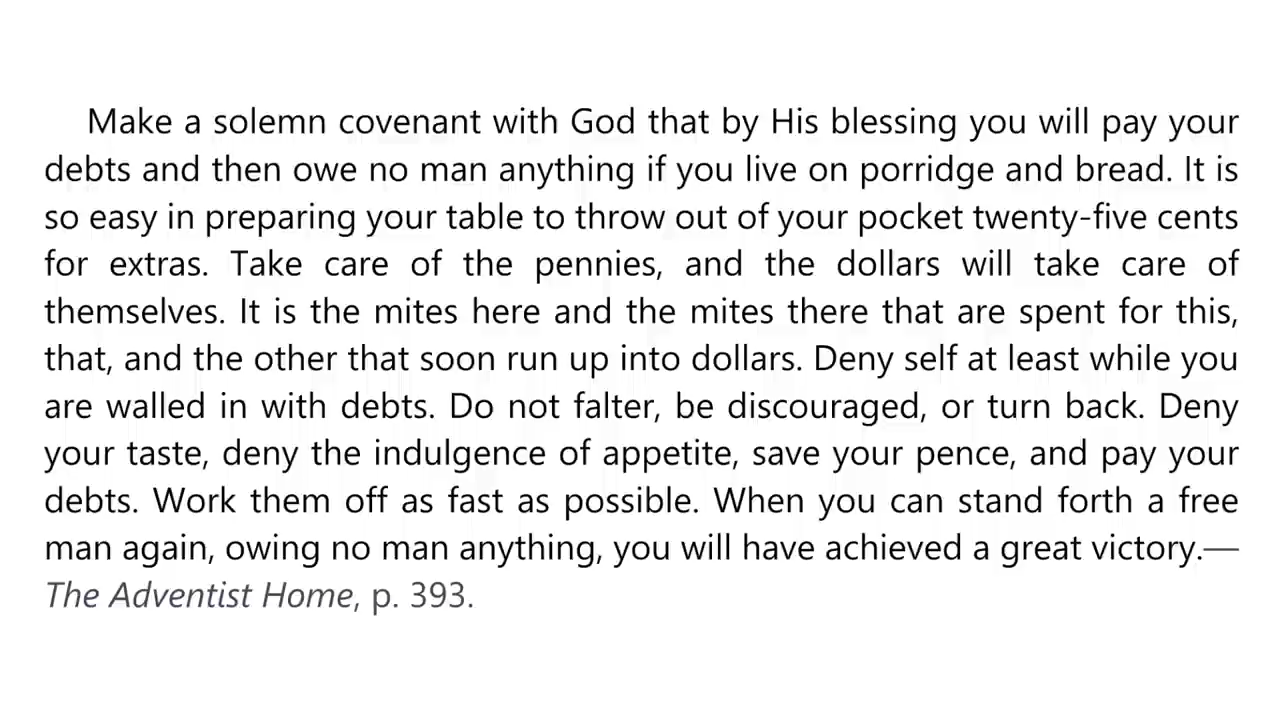 Make a solemn covenant with God that by His blessing you will pay your
debts and then owe no man anything if you live on porridge and bread. It is
so easy in preparing your table to throw out of your pocket twenty-five cents
for extras. Take care of the pennies, and the dollars will take care of
themselves. It is the mites here and the mites there that are spent for this,
that, and the other that soon run up into dollars. Deny self at least while you
are walled in with debts. Do not falter, be discouraged, or turn back. Deny
your taste, deny the indulgence of appetite, save your pence, and pay your
debts. Work them off as fast as possible. When you can stand forth a free
man again, owing no man anything, you will have achieved a great victory.—
The Adventist Home, p. 393.